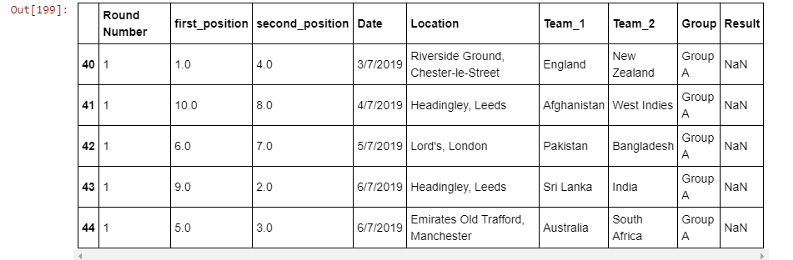 Out[199]:
Round Number first_position second_position Date Location Team_1 Team_2 Group Result
40 1 1.0 4.0 3/7/2019 Riverside Ground, Chester-le-Street England New Zealand Group A NaN
41 1 10.0 8.0 4/7/2019 Headingley, Leeds Afghanistan West Indies Group A NaN
42 1 6.0 7.0 5/7/2019 Lord's, London Pakistan Bangladesh Group A NaN
43 1 9.0 2.0 6/7/2019 Headingley, Leeds Sri Lanka India Group A NaN
44 1 5.0 3.0 6/7/2019 Emirates Old Trafford, Manchester Australia South Africa Group A NaN